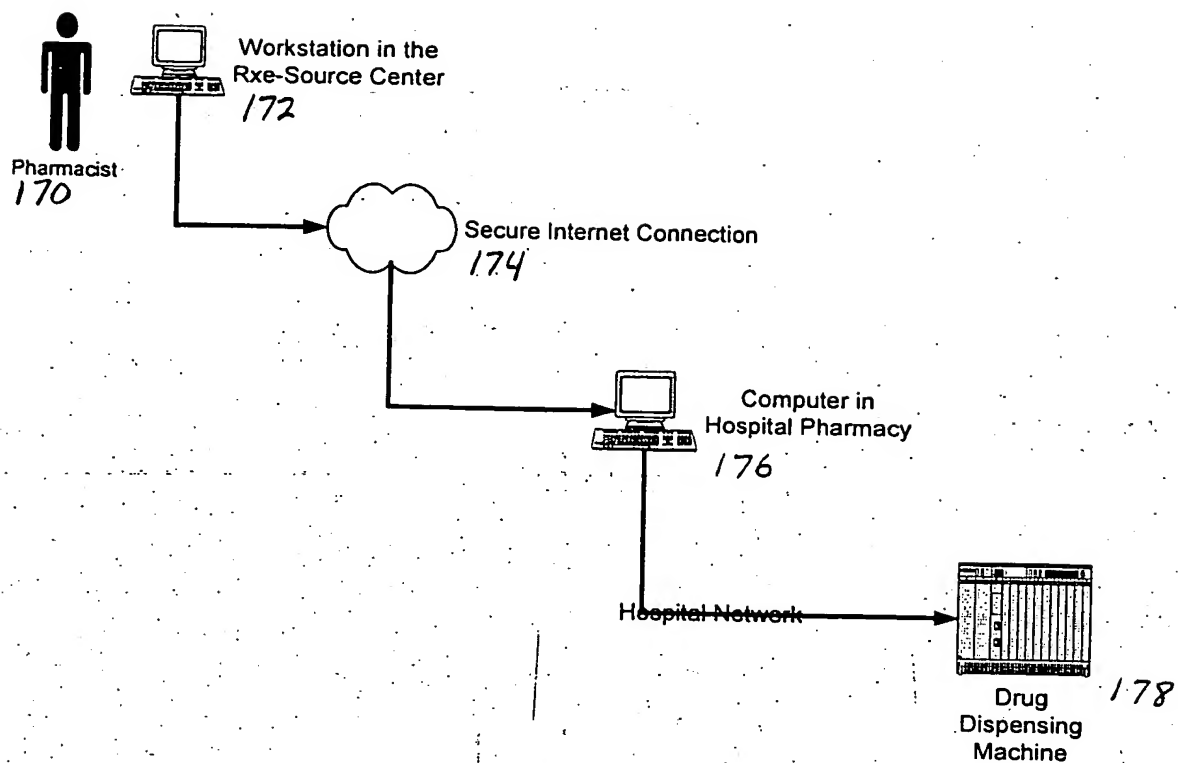 Workstation in the
Rxe-Source Center
172
Pharmacist
170
Secure Internet Connection
174
Computer in
Hospital Pharmacy
176
Hospital Network
178
Drug
Dispensing
Machine